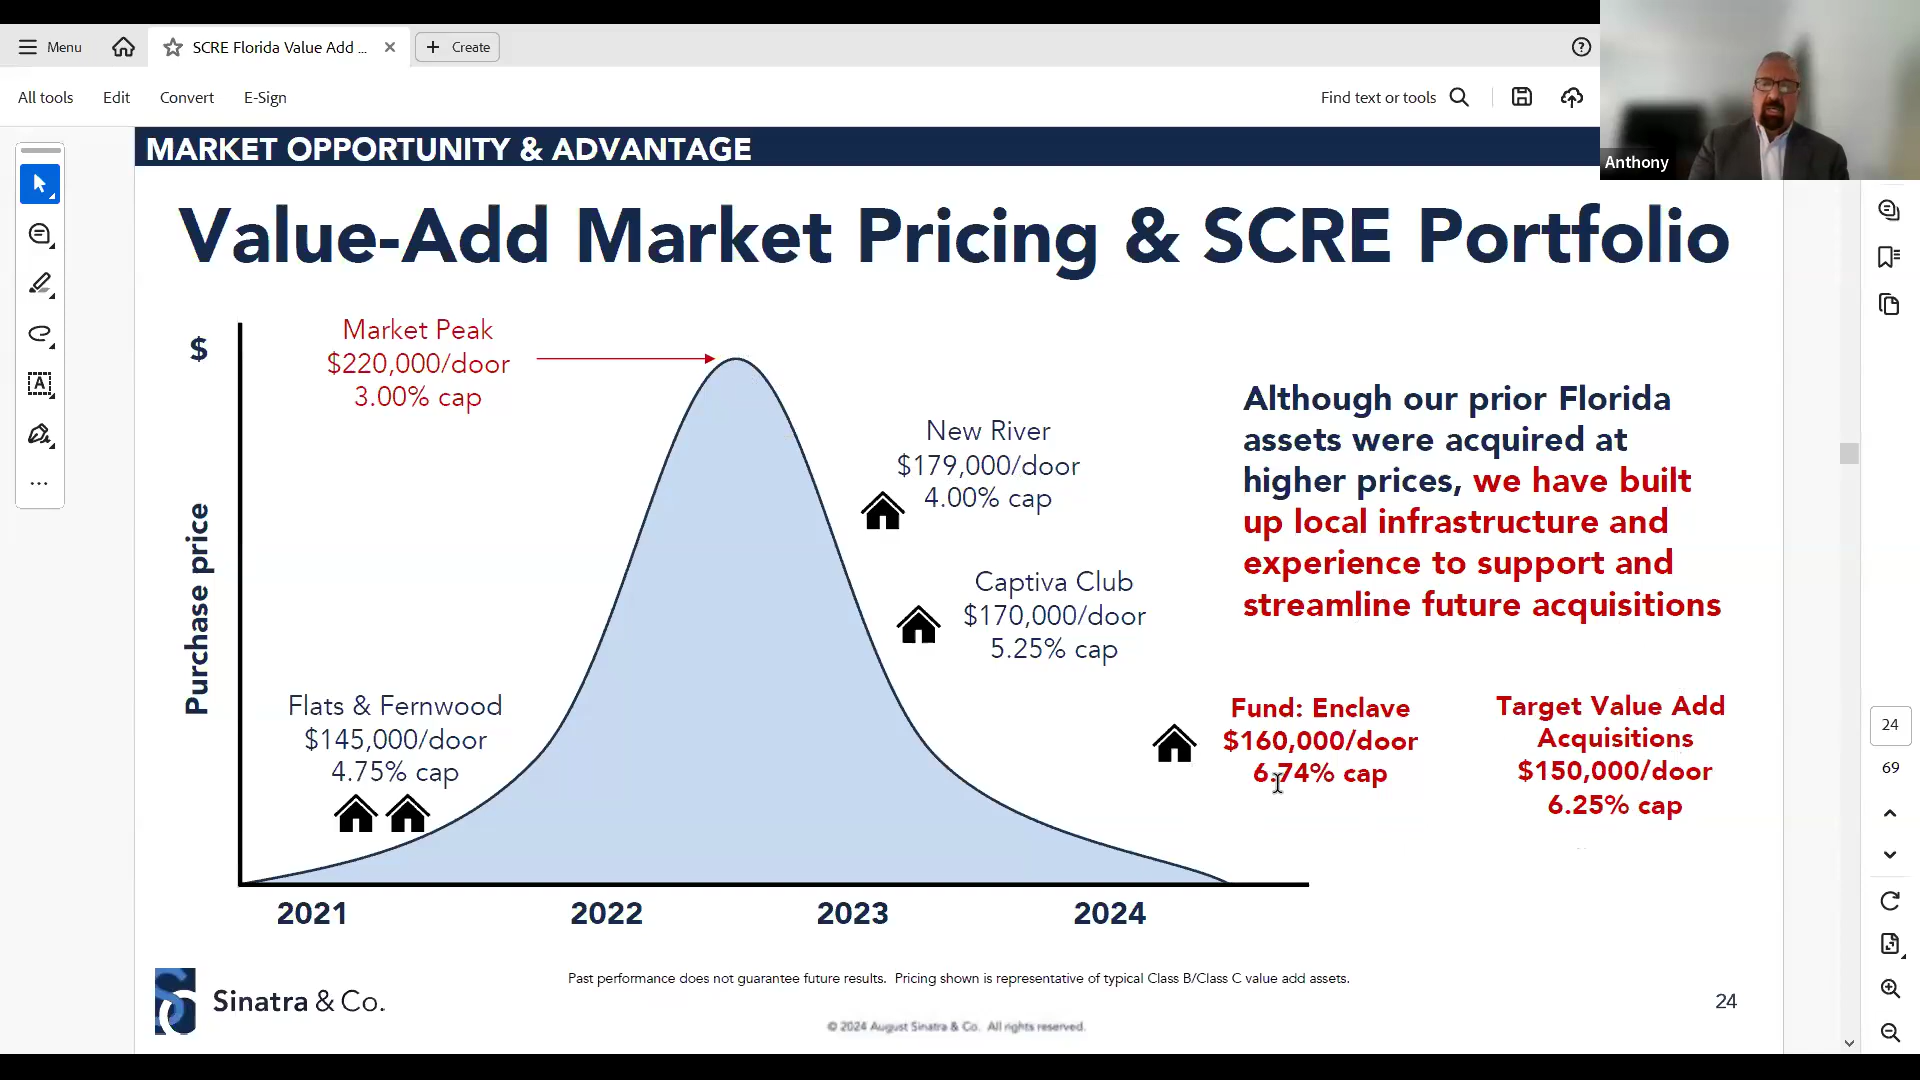 Menu
SCRE Florida Value Add ...
Create
All tools
Edit
Convert
E-Sign
Find text or tools
Anthony
MARKET OPPORTUNITY & ADVANTAGE
Value-Add Market Pricing & SCRE Portfolio
$
Purchase price
Market Peak
$220,000/door
3.00% cap
New River
$179,000/door
4.00% cap
Captiva Club
$170,000/door
5.25% cap
Flats & Fernwood
$145,000/door
4.75% cap
Although our prior Florida
assets were acquired at
higher prices, we have built
up local infrastructure and
experience to support and
streamline future acquisitions
Fund: Enclave
$160,000/door
6.74% cap
Target Value Add
Acquisitions
$150,000/door
6.25% cap
2021
2022
2023
2024
24
69
Past performance does not guarantee future results. Pricing shown is representative of typical Class B/Class C value add assets.
Sinatra & Co.
24
© 2024 August Sinatra & Co. All rights reserved.